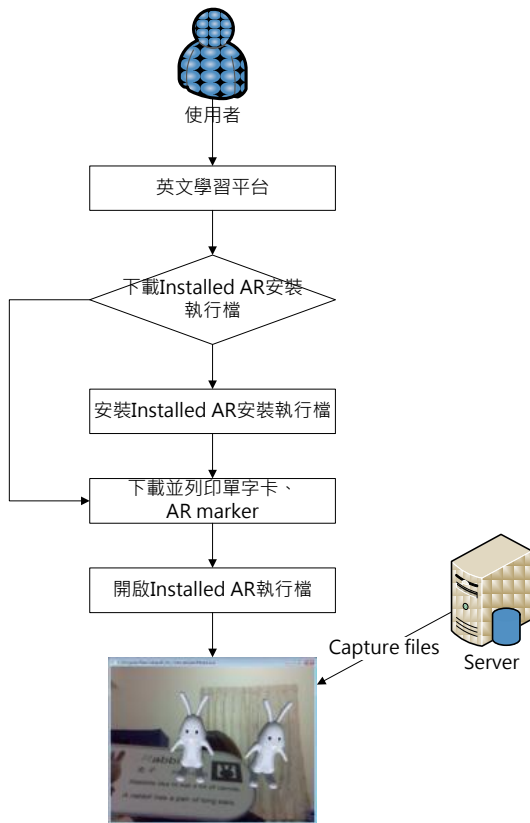 使用者
英文學習平台
下載Installed AR安裝
執行檔
安裝Installed AR安裝執行檔
下載並列印單字卡、
AR marker
開啟Installed AR執行檔
Capture files
Server